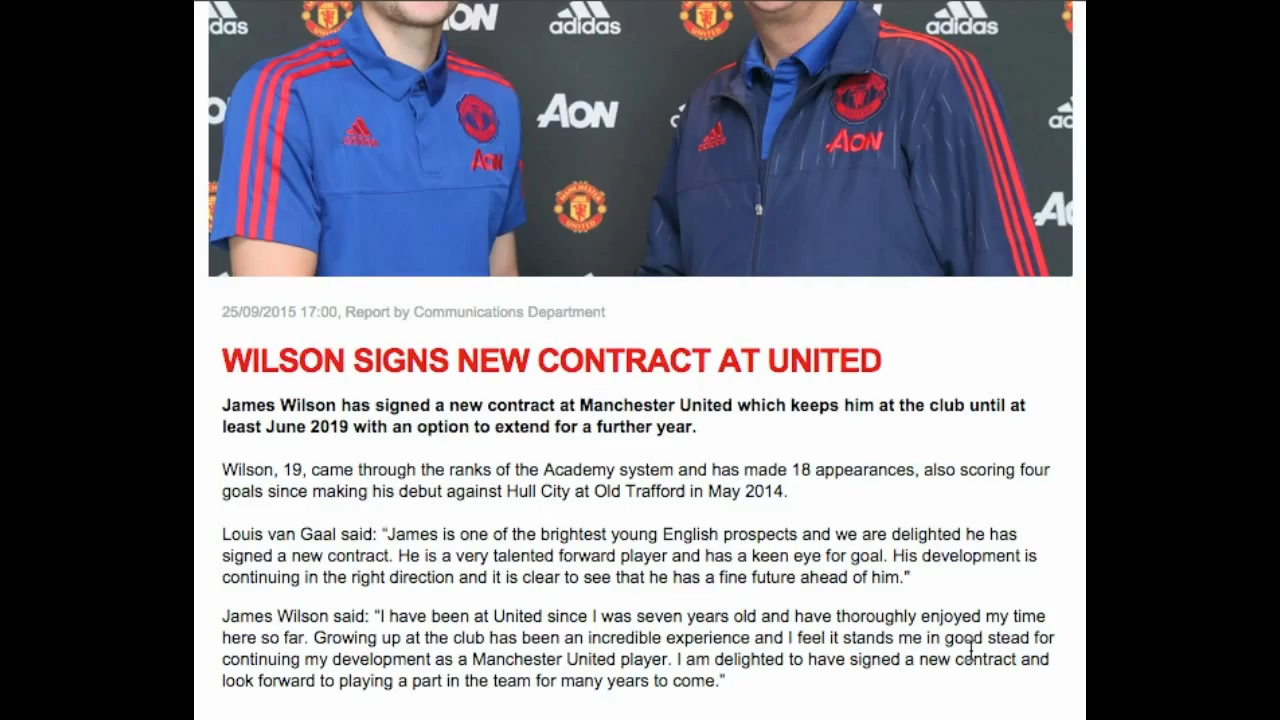 das
AON
adidas
adidas
AON
AON
AON
adidas
adidas
MANCHESTER
UNITED
25/09/2015 17:00, Report by Communications Department
WILSON SIGNS NEW CONTRACT AT UNITED
James Wilson has signed a new contract at Manchester United which keeps him at the club until at
least June 2019 with an option to extend for a further year.
Wilson, 19, came through the ranks of the Academy system and has made 18 appearances, also scoring four
goals since making his debut against Hull City at Old Trafford in May 2014.
Louis van Gaal said: “James is one of the brightest young English prospects and we are delighted he has
signed a new contract. He is a very talented forward player and has a keen eye for goal. His development is
continuing in the right direction and it is clear to see that he has a fine future ahead of him.”
James Wilson said: “I have been at United since I was seven years old and have thoroughly enjoyed my time
here so far. Growing up at the club has been an incredible experience and I feel it stands me in good stead for
continuing my development as a Manchester United player. I am delighted to have signed a new contract and
look forward to playing a part in the team for many years to come.”